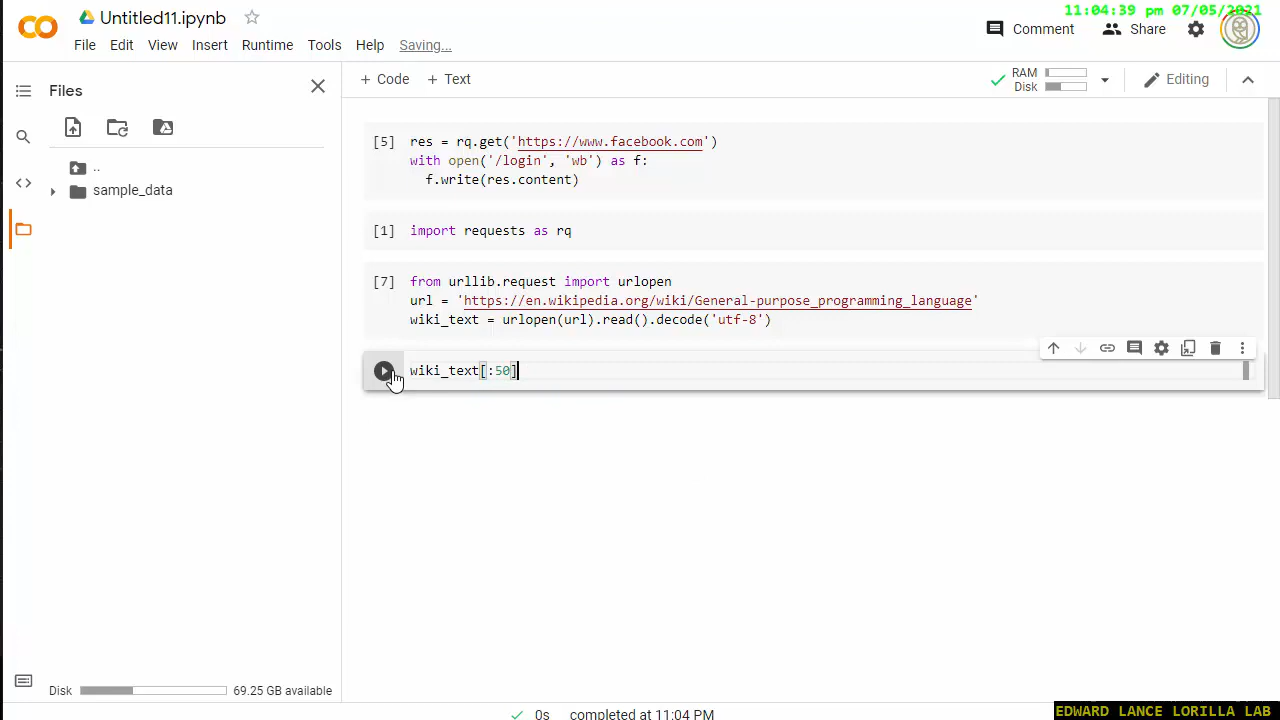 11:04:39 pm 07/05/2021
Untitled11.ipynb
File Edit View Insert Runtime Tools Help Saving...
Comment Share
Files
+ Code + Text
RAM
Disk
Editing
..
sample_data
[5] res = rq.get('https://www.facebook.com')
with open('/login', 'wb') as f:
f.write(res.content)
[1] import requests as rq
[7] from urllib.request import urlopen
url = 'https://en.wikipedia.org/wiki/General-purpose_programming_language'
wiki_text = urlopen(url).read().decode('utf-8')
wiki_text[:50]
Disk 69.25 GB available
0s completed at 11:04 PM
EDWARD LANCE LORILLA LAB